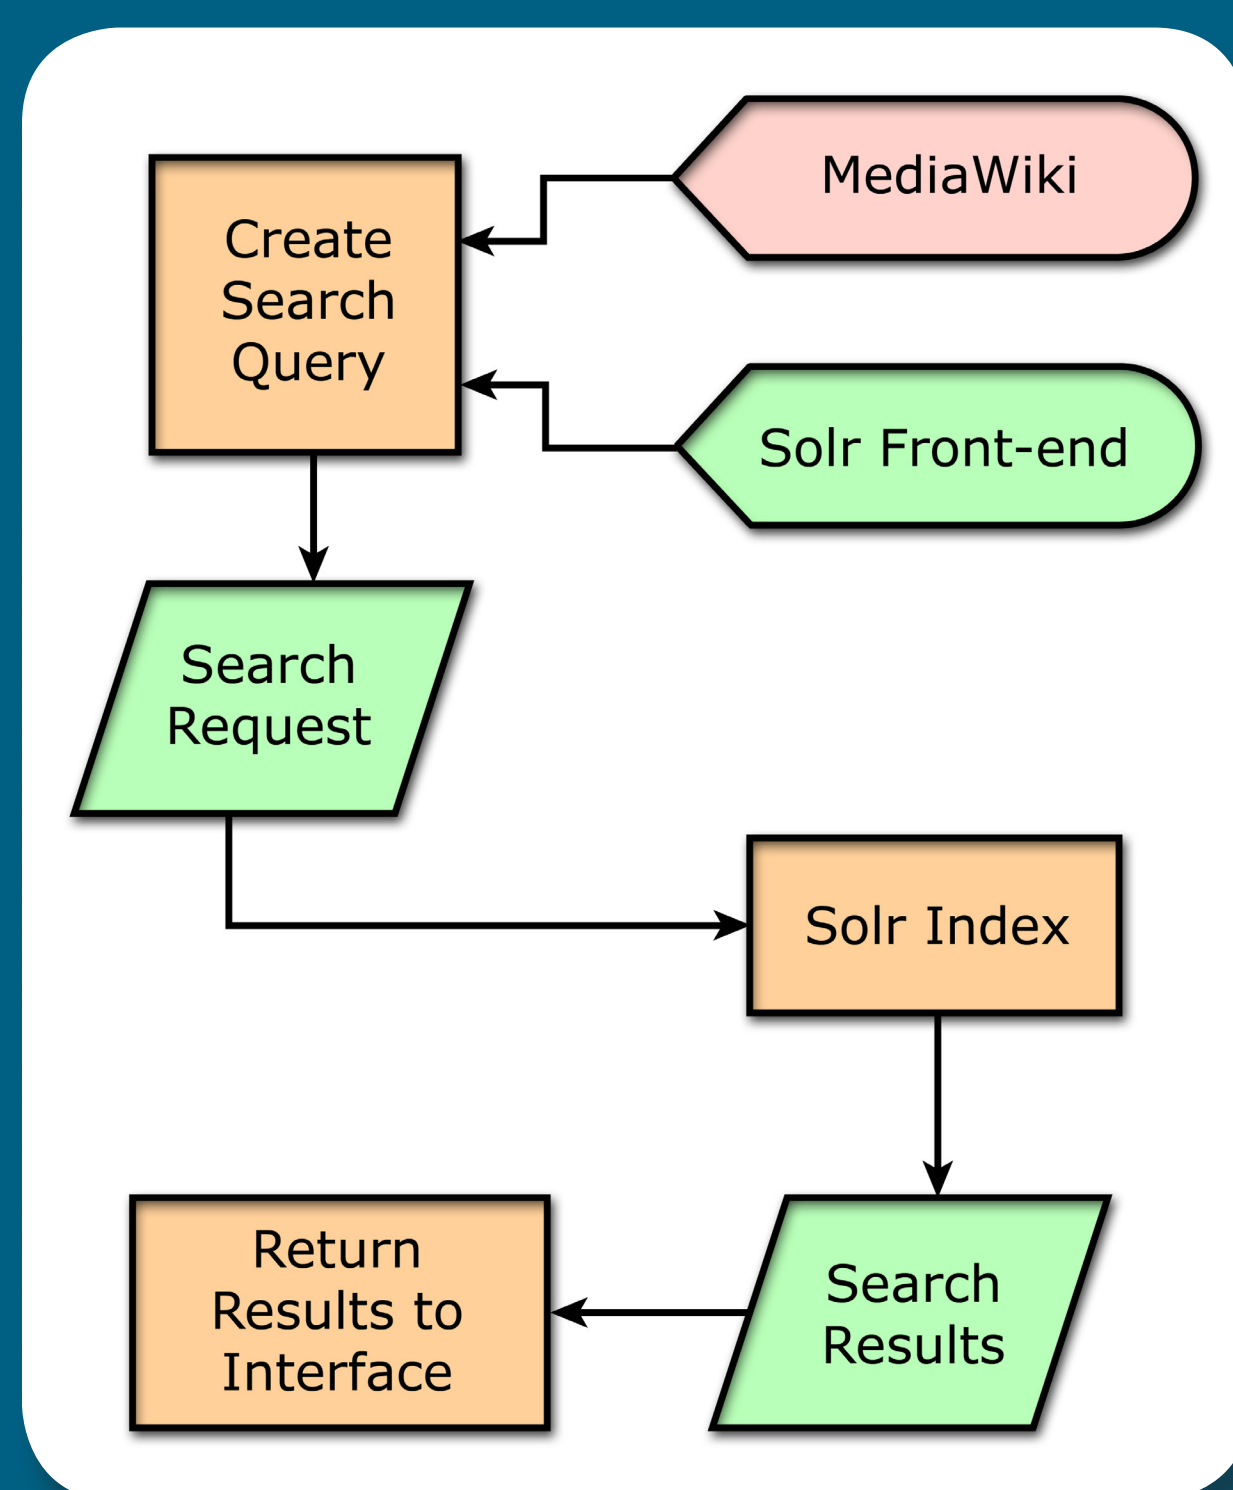 MediaWiki
Create
Search
Query
Solr Front-end
Search
Request
Solr Index
Return
Results to
Interface
Search
Results